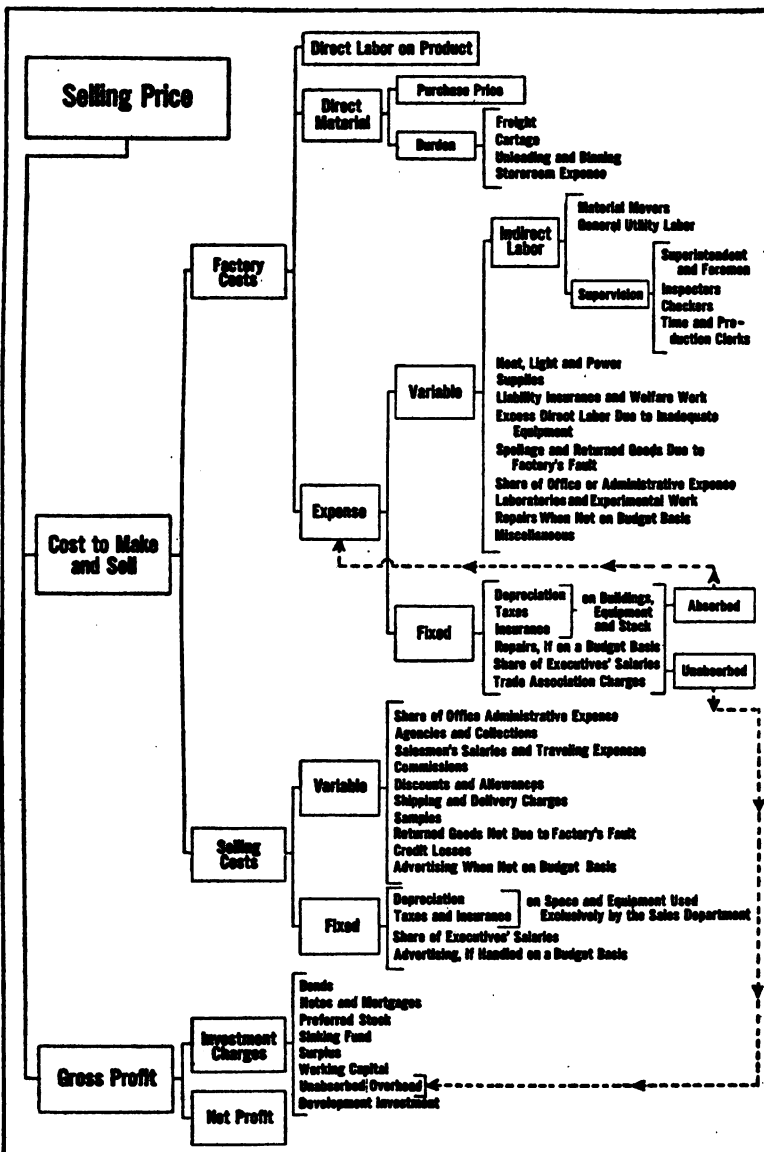 Selling Price
Direct Labor on Product
Direct
Material
Purchase Price
Burden
Freight
Cartage
Unloading and Binning
Storeroom Expense
Factory
Costs
Indirect
Labor
Material Movers
General Utility Labor
Supervision
Superintendent
and Foremen
Inspectors
Checkers
Time and Pro-
duction Clerks
Variable
Heat, Light and Power
Supplies
Liability Insurance and Welfare Work
Excess Direct Labor Due to Inadequate
Equipment
Spoilage and Returned Goods Due to
Factory's Fault
Share of Office or Administrative Expense
Laboratories and Experimental Work
Repairs When Not on Budget Basis
Miscellaneous
Expense
Cost to Make
and Sell
Fixed
Depreciation
Taxes
Insurance
on Buildings,
Equipment
and Stock
Repairs, if on a Budget Basis
Share of Executives' Salaries
Trade Association Charges
Absorbed
Unabsorbed
Selling
Costs
Variable
Share of Office Administrative Expense
Agencies and Collections
Salesmen's Salaries and Traveling Expenses
Commissions
Discounts and Allowances
Shipping and Delivery Charges
Samples
Returned Goods Not Due to Factory's Fault
Credit Losses
Advertising When Not on Budget Basis
Fixed
Depreciation
Taxes and Insurance
on Space and Equipment Used
Exclusively by the Sales Department
Share of Executives' Salaries
Advertising, if Handled on a Budget Basis
Gross Profit
Investment
Charges
Bonds
Notes and Mortgages
Preferred Stock
Sinking Fund
Surplus
Working Capital
Unabsorbed Overhead
Development Investment
Net Profit